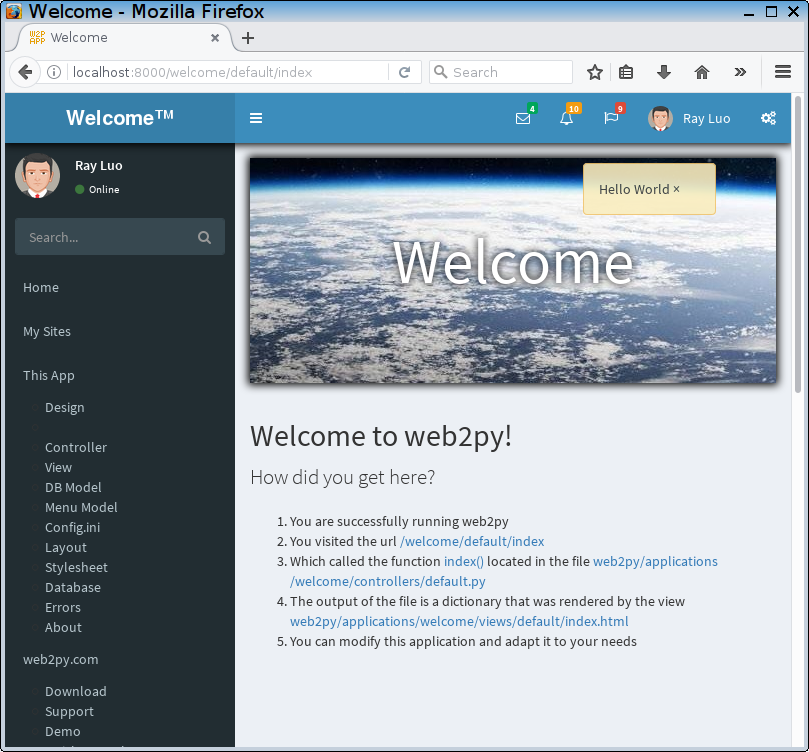 Welcome - Mozilla Firefox
WEB
APP
Welcome
localhost:8000/welcome/default/index
Search
Welcome™
4
10
9
Ray Luo
Ray Luo
Online
Search...
Home
My Sites
This App
Design
Controller
View
DB Model
Menu Model
Config.ini
Layout
Stylesheet
Database
Errors
About
web2py.com
Download
Support
Demo
Hello World ×
Welcome
Welcome to web2py!
How did you get here?
1. You are successfully running web2py
2. You visited the url /welcome/default/index
3. Which called the function index() located in the file web2py/applications
/welcome/controllers/default.py
4. The output of the file is a dictionary that was rendered by the view
web2py/applications/welcome/views/default/index.html
5. You can modify this application and adapt it to your needs